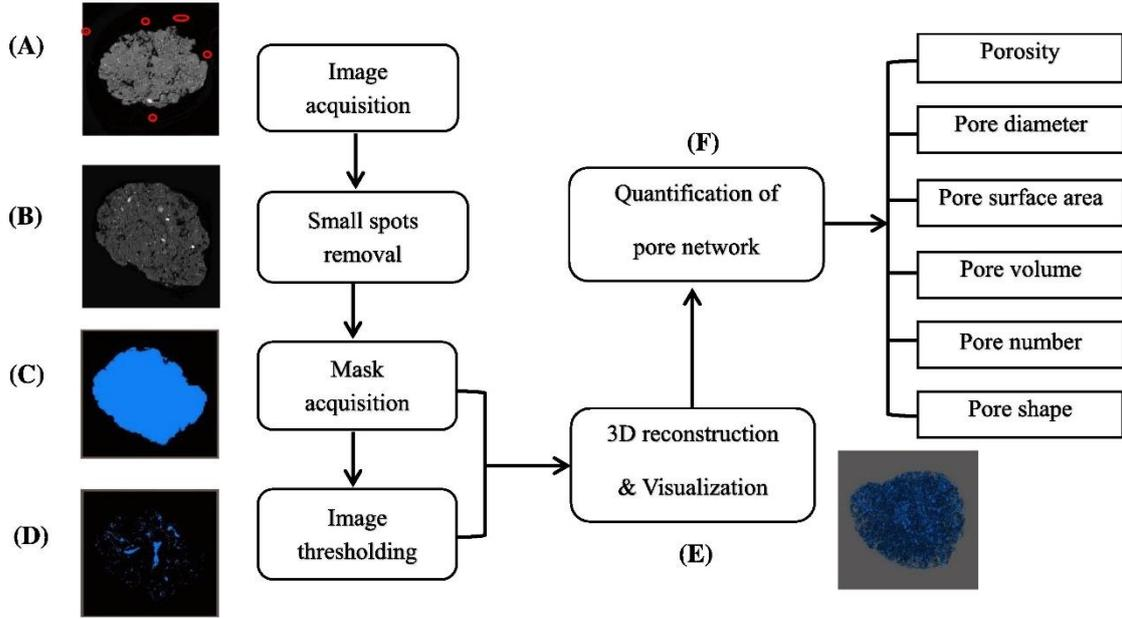 (A)
Image
acquisition
(B)
Small spots
removal
(C)
Mask
acquisition
(D)
Image
thresholding
3D reconstruction
& Visualization
(E)
(F)
Quantification of
pore network
Porosity
Pore diameter
Pore surface area
Pore volume
Pore number
Pore shape